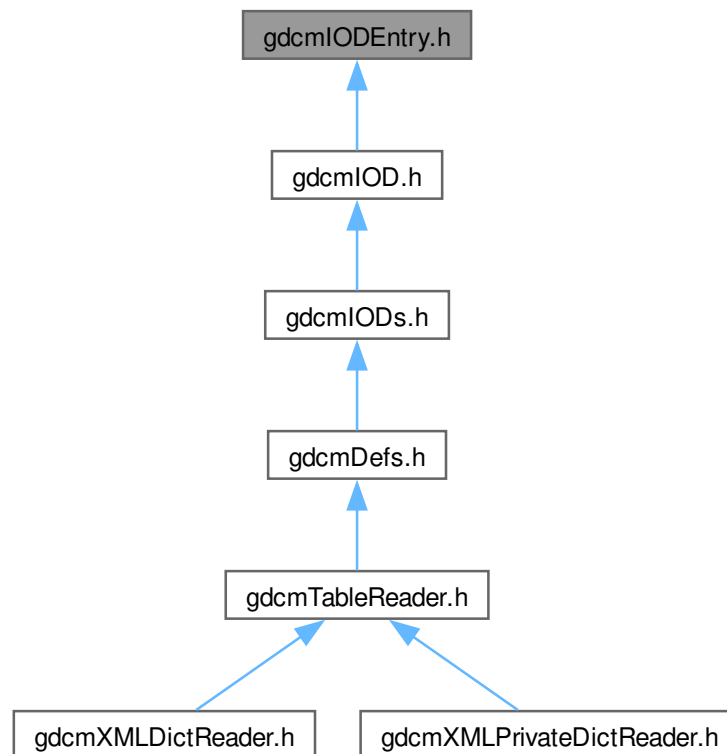 gdcmIODEntry.h
gdcmIOD.h
gdcmIODs.h
gdcmDefs.h
gdcmTableReader.h
gdcmXMLDictReader.h
gdcmXMLPrivateDictReader.h